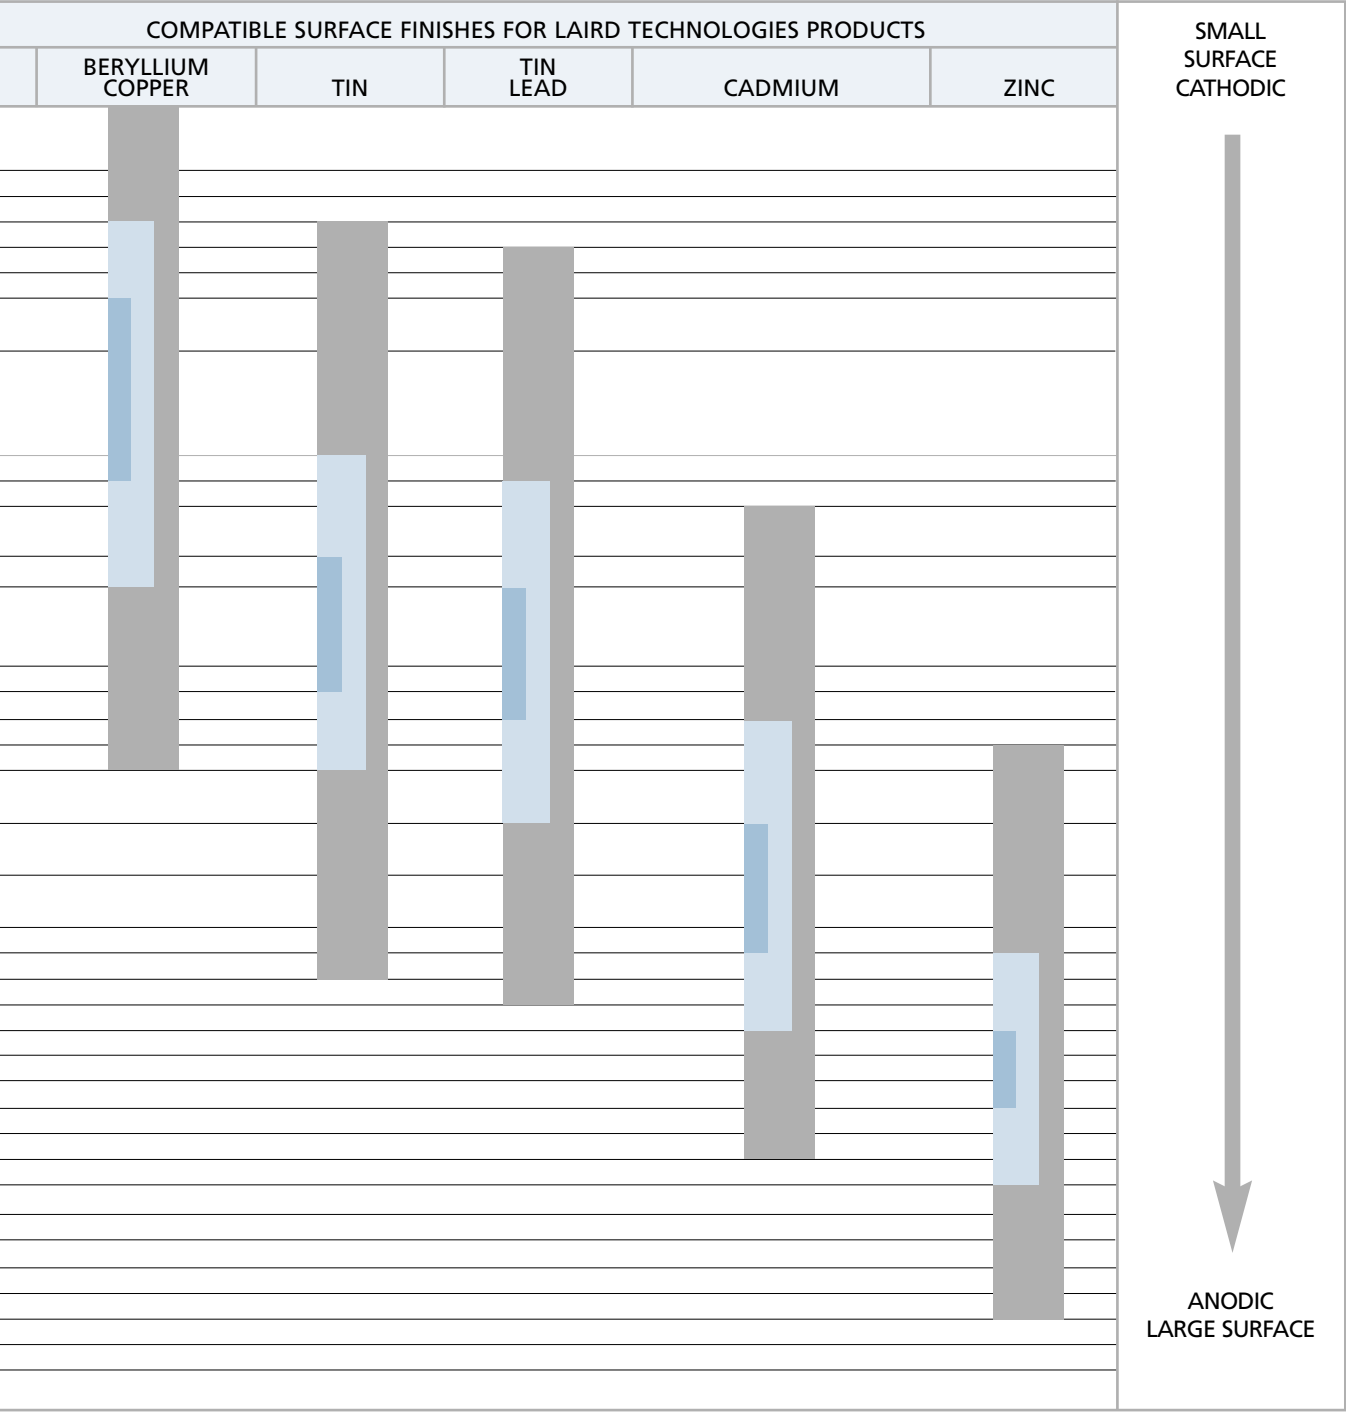 COMPATIBLE SURFACE FINISHES FOR LAIRD TECHNOLOGIES PRODUCTS
BERYLLIUM
COPPER
TIN
TIN
LEAD
CADMIUM
ZINC
SMALL
SURFACE
CATHODIC
ANODIC
LARGE SURFACE